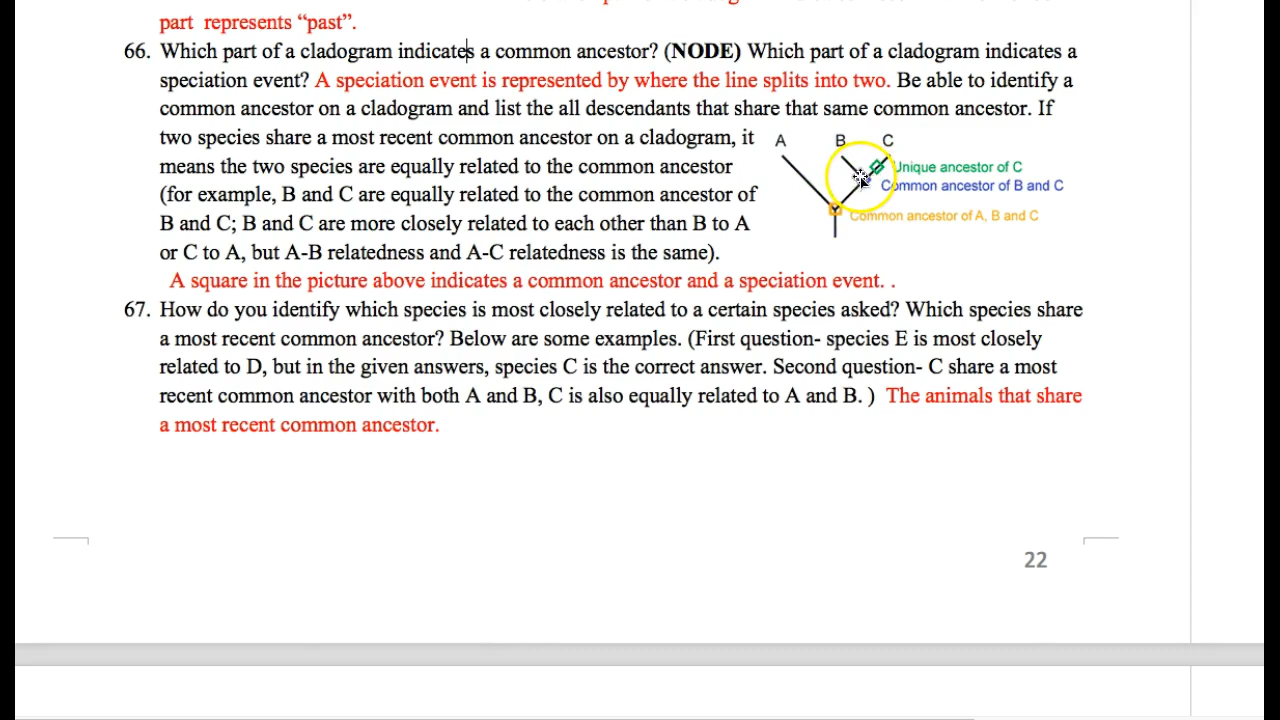 part represents “past”.
66. Which part of a cladogram indicates a common ancestor? (NODE) Which part of a cladogram indicates a
speciation event? A speciation event is represented by where the line splits into two. Be able to identify a
common ancestor on a cladogram and list the all descendants that share that same common ancestor. If
two species share a most recent common ancestor on a cladogram, it
means the two species are equally related to the common ancestor
(for example, B and C are equally related to the common ancestor of
B and C; B and C are more closely related to each other than B to A
or C to A, but A-B relatedness and A-C relatedness is the same).
A B C
Unique ancestor of C
Common ancestor of B and C
Common ancestor of A, B and C
A square in the picture above indicates a common ancestor and a speciation event. .
67. How do you identify which species is most closely related to a certain species asked? Which species share
a most recent common ancestor? Below are some examples. (First question- species E is most closely
related to D, but in the given answers, species C is the correct answer. Second question- C share a most
recent common ancestor with both A and B, C is also equally related to A and B. ) The animals that share
a most recent common ancestor.
22